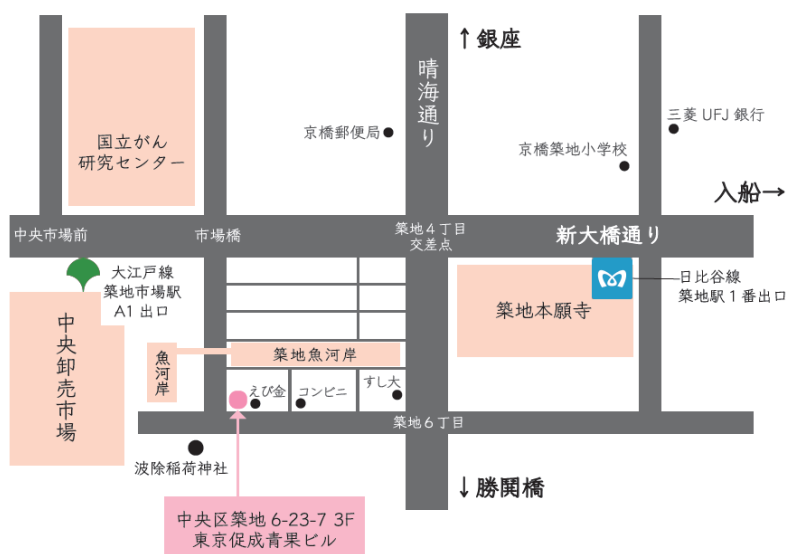 ↑銀座
晴海通り
国立がん
研究センター
京橋郵便局
京橋築地小学校
三菱UFJ銀行
入船→
中央市場前
市場橋
築地4丁目
交差点
新大橋通り
大江戸線
築地市場駅
A1出口
日比谷線
築地駅1番出口
築地本願寺
中央卸売市場
魚河岸
築地魚河岸
えび金
コンビニ
すし大
築地6丁目
波除稲荷神社
↓勝鬨橋
中央区築地6-23-7 3F
東京促成青果ビル